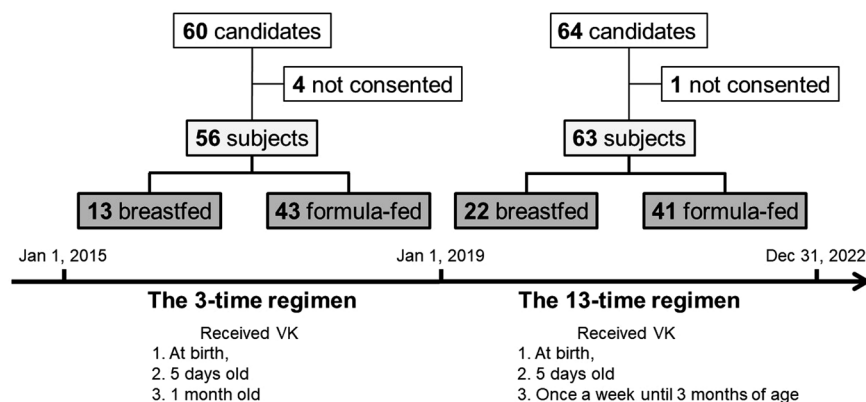 60 candidates
64 candidates
4 not consented
1 not consented
56 subjects
63 subjects
13 breastfed
43 formula-fed
22 breastfed
41 formula-fed
Jan 1, 2015
Jan 1, 2019
Dec 31, 2022
The 3-time regimen
The 13-time regimen
Received VK
1. At birth,
2. 5 days old
3. 1 month old
Received VK
1. At birth,
2. 5 days old
3. Once a week until 3 months of age